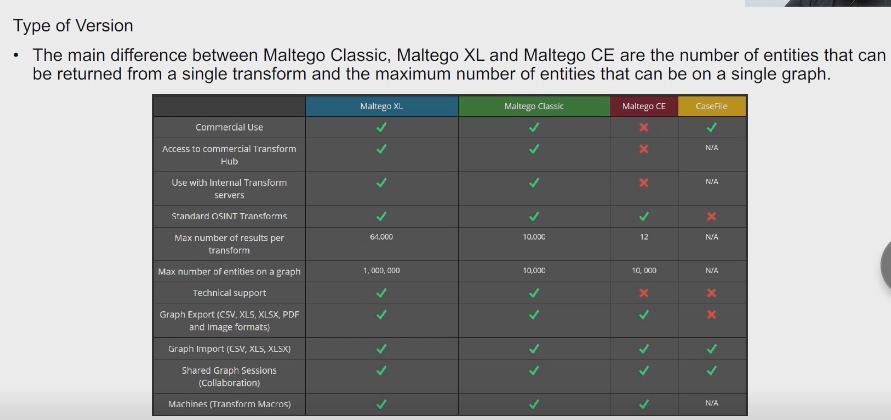 Type of Version
• The main difference between Maltego Classic, Maltego XL and Maltego CE are the number of entities that can
be returned from a single transform and the maximum number of entities that can be on a single graph.
Maltego XL Maltego Classic Maltego CE CaseFile
Commercial Use ✓ ✓ ✗ ✓
Access to commercial Transform
Hub ✓ ✓ ✗ N/A
Use with Internal Transform
servers ✓ ✓ ✗ N/A
Standard OSINT Transforms ✓ ✓ ✓ ✗
Max number of results per
transform 64,000 10,000 12 N/A
Max number of entities on a graph 1, 000, 000 10,000 10, 000 N/A
Technical support ✓ ✓ ✗ ✗
Graph Export (CSV, XLS, XLSX, PDF
and Image formats) ✓ ✓ ✓ ✗
Graph Import (CSV, XLS, XLSX) ✓ ✓ ✓ ✓
Shared Graph Sessions
(Collaboration) ✓ ✓ ✓ ✓
Machines (Transform Macros) ✓ ✓ ✓ N/A